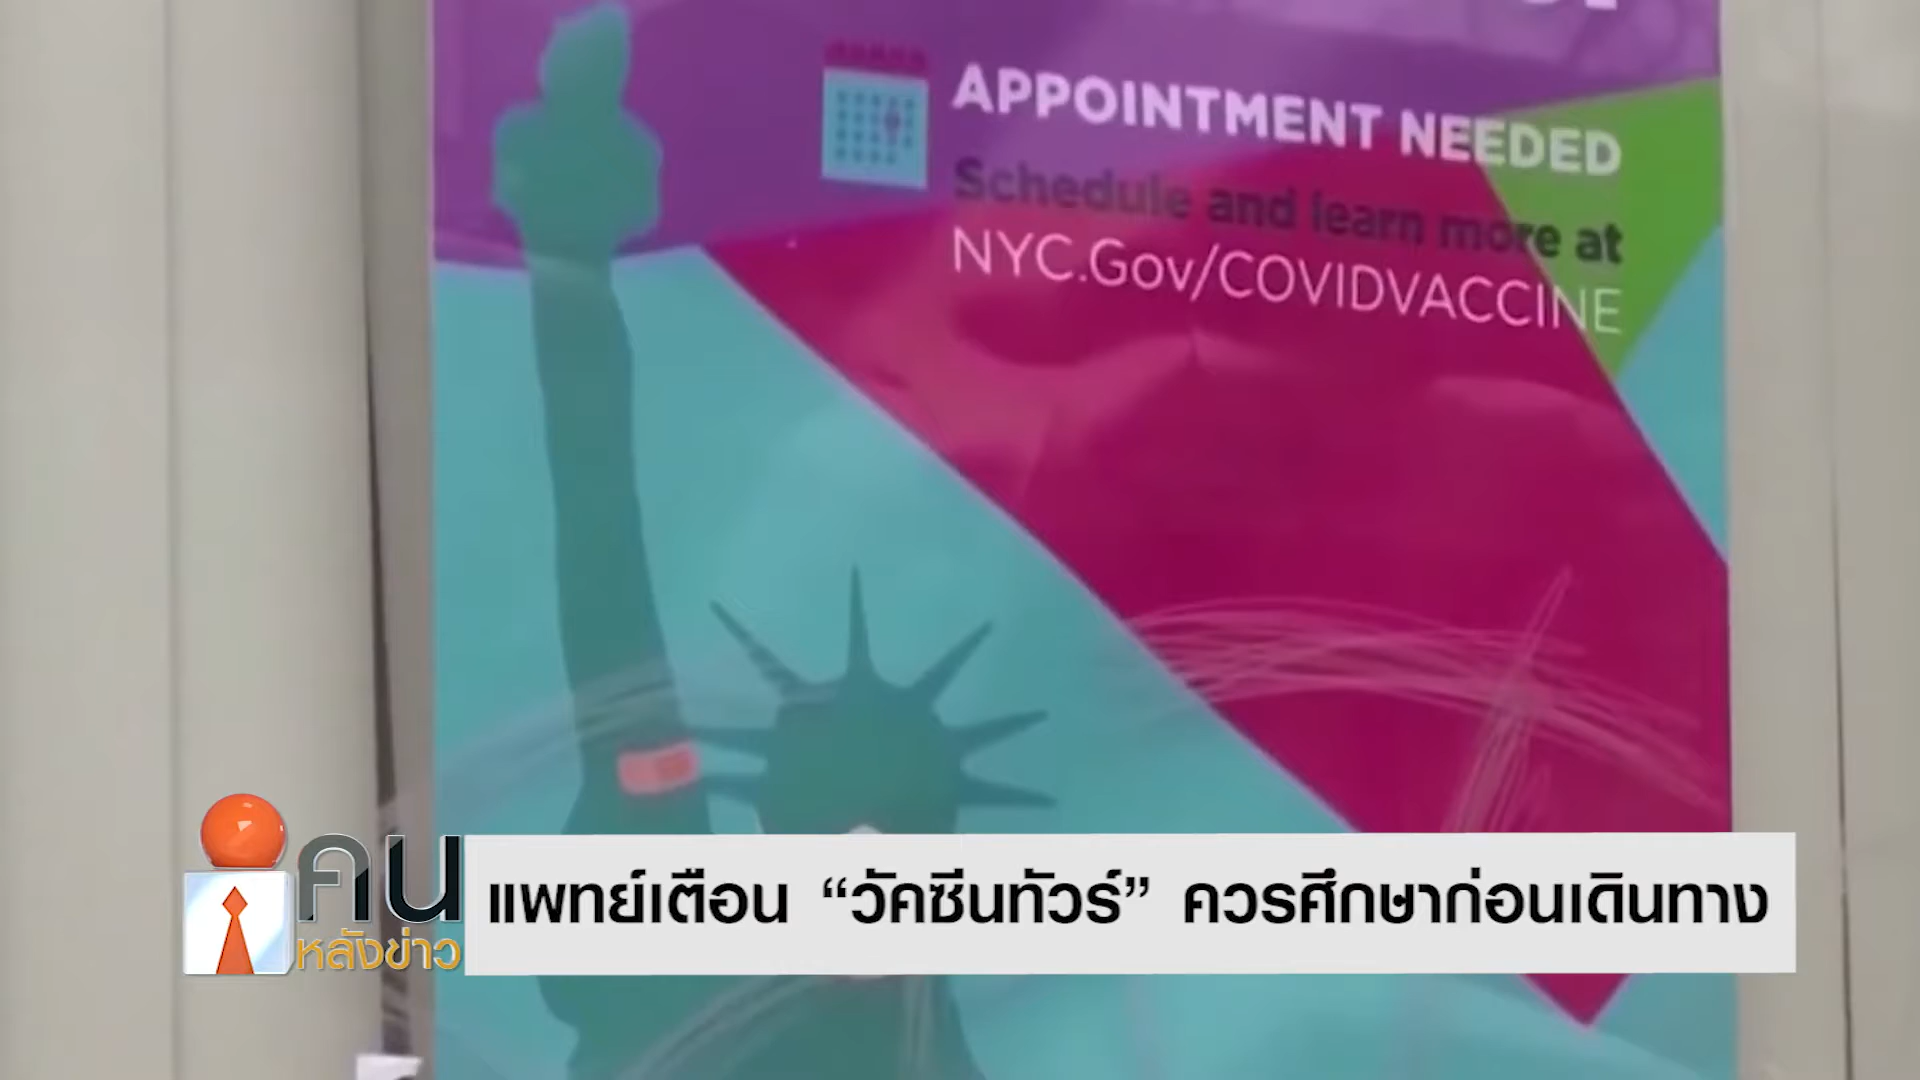 APPOINTMENT NEEDED
Schedule and learn more at
NYC.Gov/COVIDVACCINE
คน
หลังข่าว
แพทย์เตือน “วัคซีนทัวร์” ควรศึกษาก่อนเดินทาง